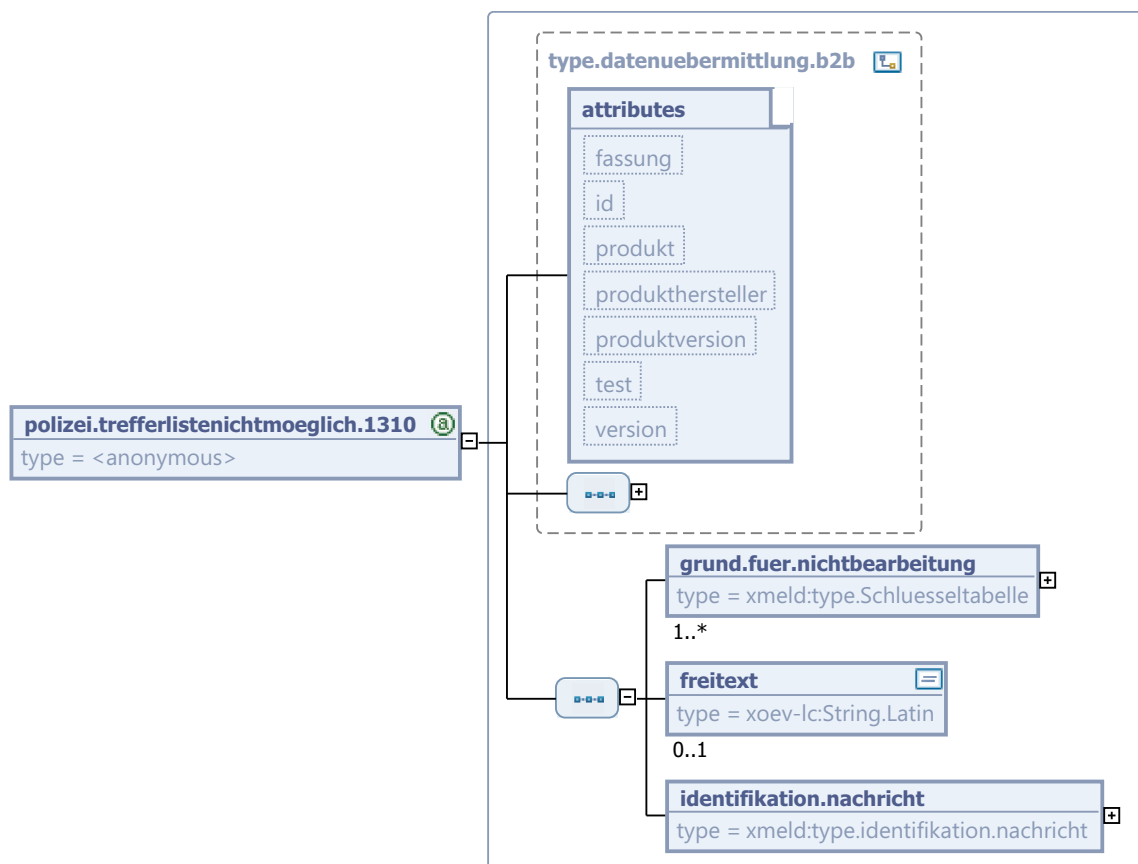 type.datenuebermittlung.b2b
attributes
fassung
id
produkt
produkthersteller
produktversion
test
version
polizei.trefferlistenichtmoeglich.1310 @
type = <anonymous>
grund.fuer.nichtbearbeitung
type = xmeld:type.Schluesseltabelle
1..*
freitext
type = xoev-lc:String.Latin
0..1
identifikation.nachricht
type = xmeld:type.identifikation.nachricht